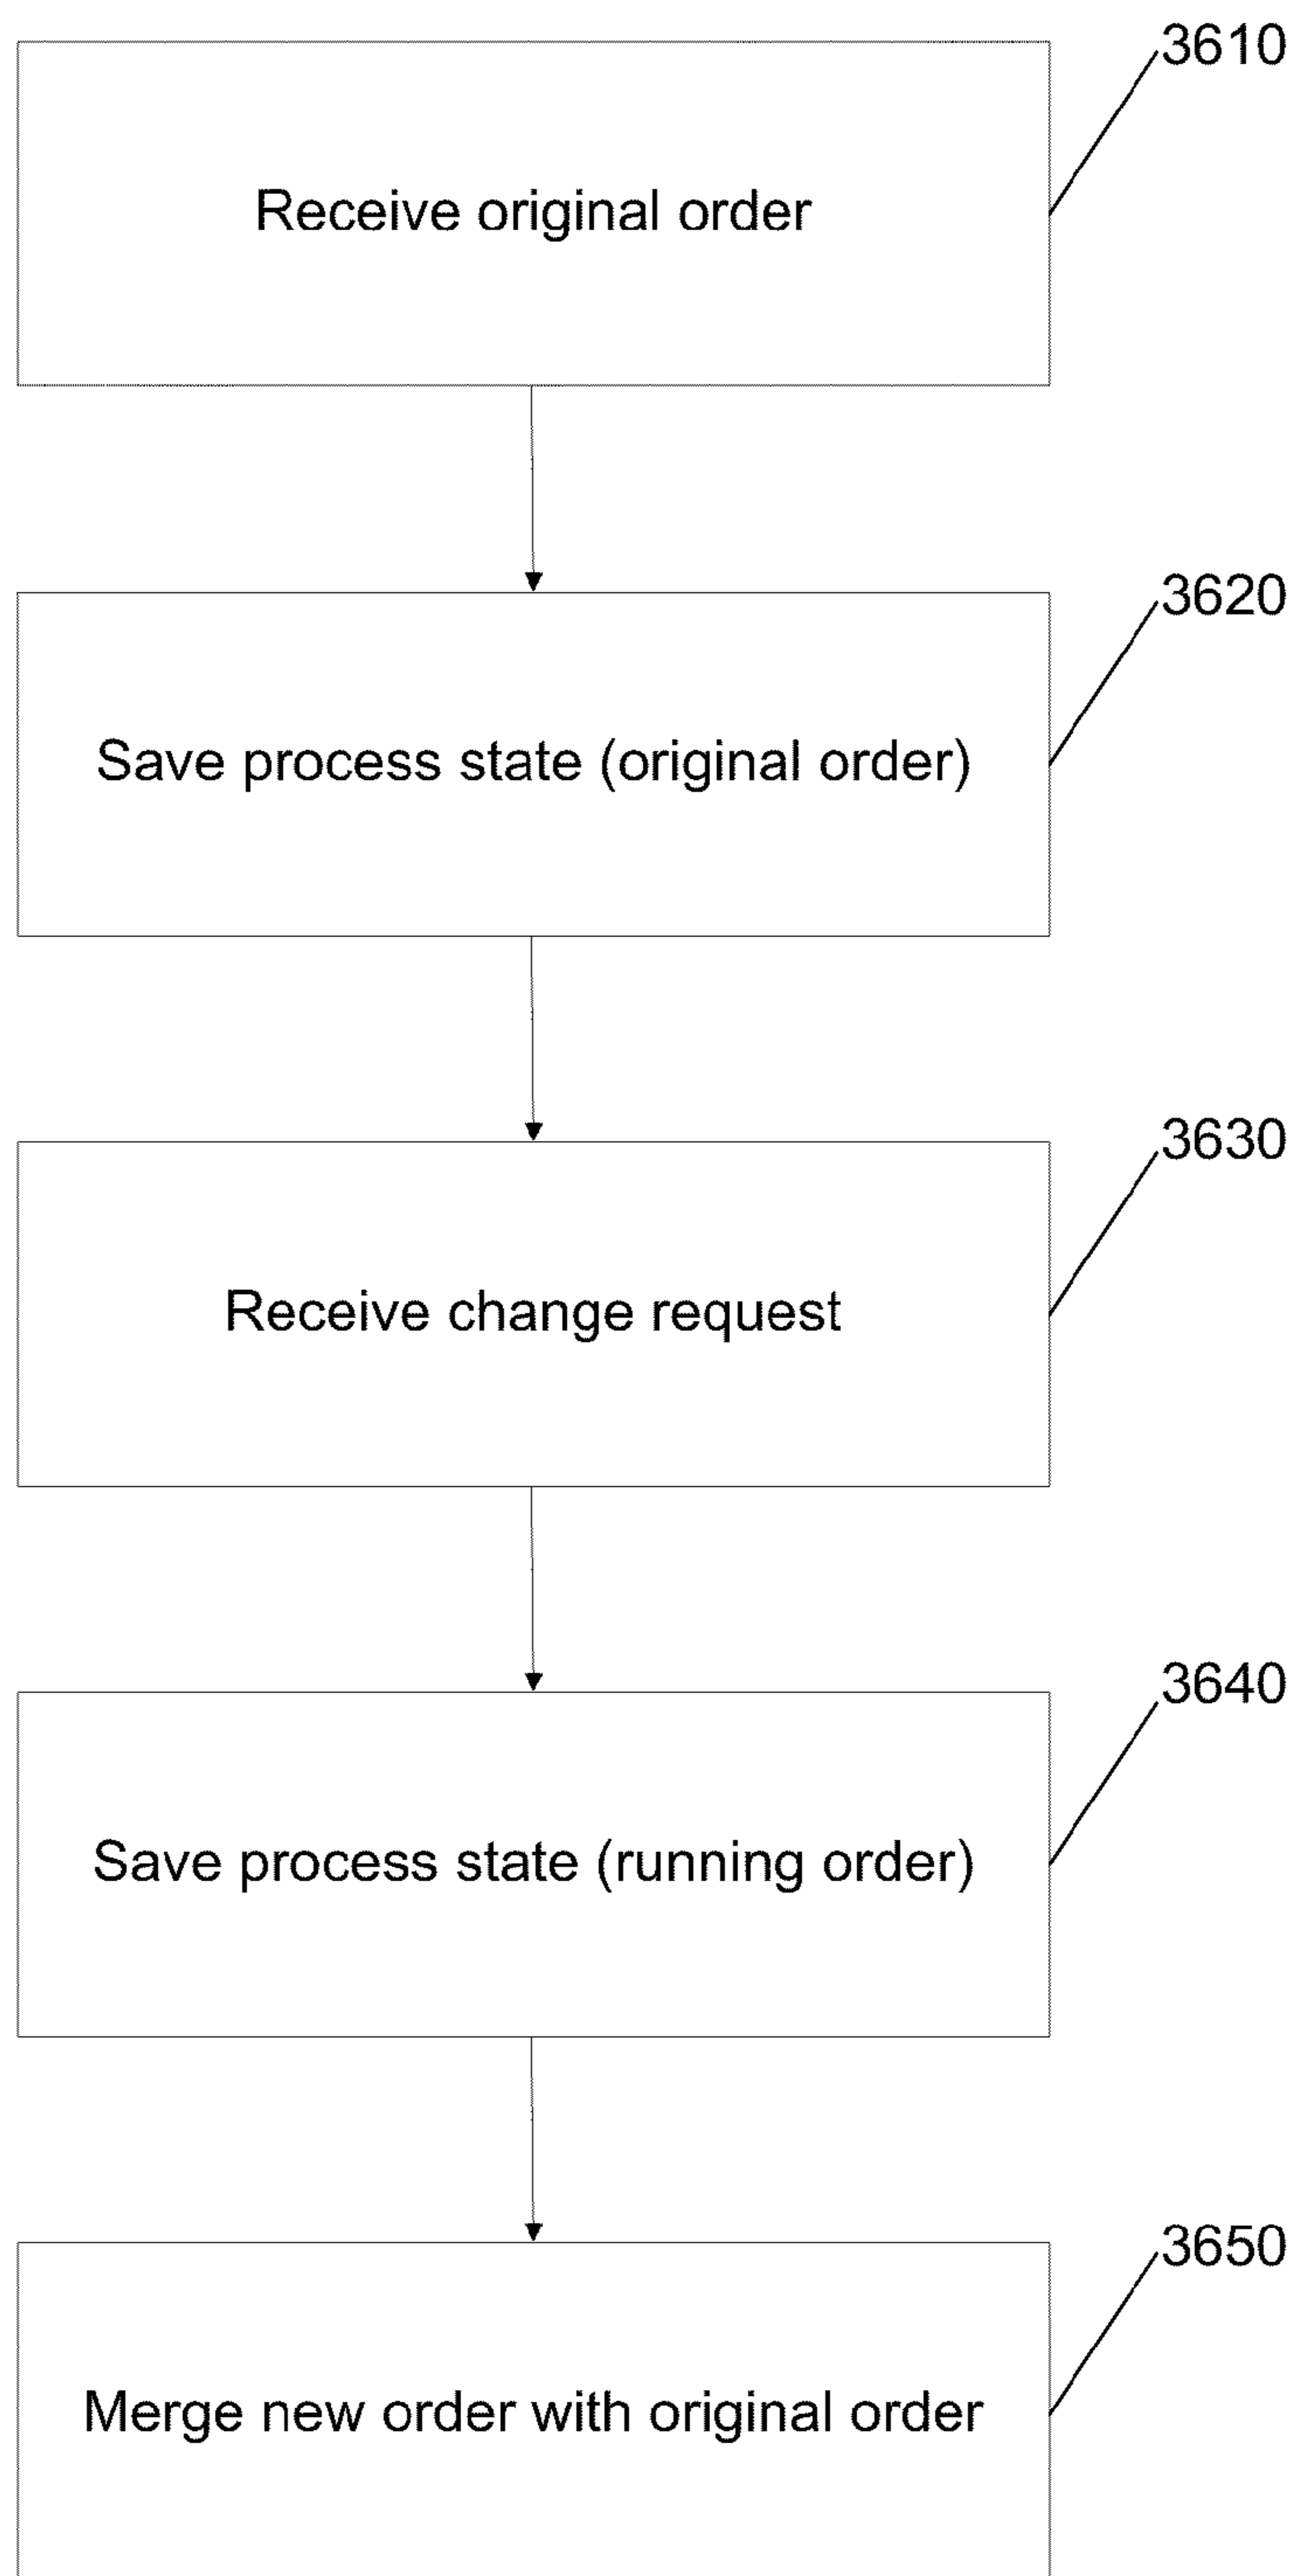 3610
Receive original order
3620
Save process state (original order)
3630
Receive change request
3640
Save process state (running order)
3650
Merge new order with original order